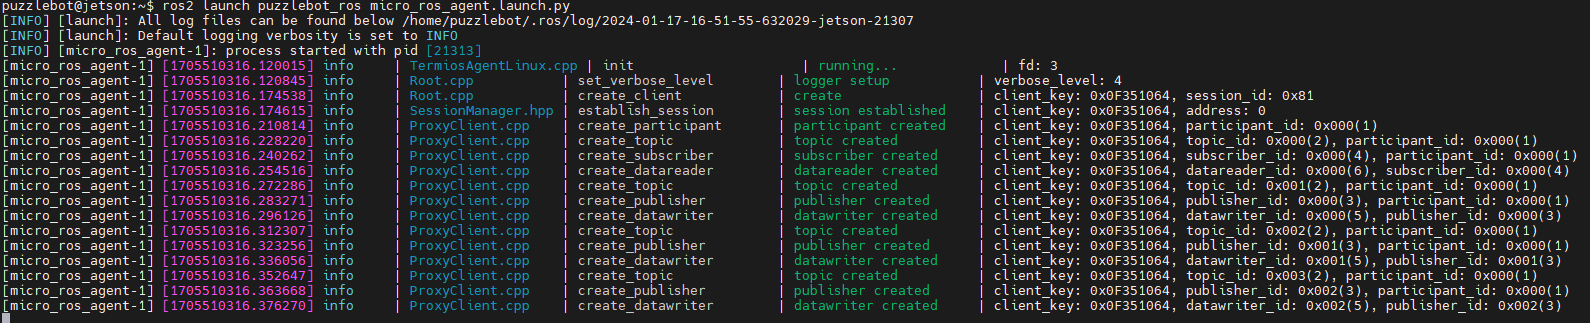 puzzlebot@jetson:~$ ros2 launch puzzlebot_ros micro_ros_agent.launch.py
[INFO] [launch]: All log files can be found below /home/puzzlebot/.ros/log/2024-01-17-16-51-55-632029-jetson-21307
[INFO] [launch]: Default logging verbosity is set to INFO
[INFO] [micro_ros_agent-1]: process started with pid [21313]
[micro_ros_agent-1] [1705510316.120015] info | TermiosAgentLinux.cpp | init | running... | fd: 3
[micro_ros_agent-1] [1705510316.120845] info | Root.cpp | set_verbose_level | logger setup | verbose_level: 4
[micro_ros_agent-1] [1705510316.174538] info | Root.cpp | create_client | create | client_key: 0x0F351064, session_id: 0x81
[micro_ros_agent-1] [1705510316.174615] info | SessionManager.hpp | establish_session | session established | client_key: 0x0F351064, address: 0
[micro_ros_agent-1] [1705510316.210814] info | ProxyClient.cpp | create_participant | participant created | client_key: 0x0F351064, participant_id: 0x000(1)
[micro_ros_agent-1] [1705510316.228220] info | ProxyClient.cpp | create_topic | topic created | client_key: 0x0F351064, topic_id: 0x000(2), participant_id: 0x000(1)
[micro_ros_agent-1] [1705510316.240262] info | ProxyClient.cpp | create_subscriber | subscriber created | client_key: 0x0F351064, subscriber_id: 0x000(4), participant_id: 0x000(1)
[micro_ros_agent-1] [1705510316.254516] info | ProxyClient.cpp | create_datareader | datareader created | client_key: 0x0F351064, datareader_id: 0x000(6), subscriber_id: 0x000(4)
[micro_ros_agent-1] [1705510316.272286] info | ProxyClient.cpp | create_topic | topic created | client_key: 0x0F351064, topic_id: 0x001(2), participant_id: 0x000(1)
[micro_ros_agent-1] [1705510316.283271] info | ProxyClient.cpp | create_publisher | publisher created | client_key: 0x0F351064, publisher_id: 0x000(3), participant_id: 0x000(1)
[micro_ros_agent-1] [1705510316.296126] info | ProxyClient.cpp | create_datawriter | datawriter created | client_key: 0x0F351064, datawriter_id: 0x000(5), publisher_id: 0x000(3)
[micro_ros_agent-1] [1705510316.312307] info | ProxyClient.cpp | create_topic | topic created | client_key: 0x0F351064, topic_id: 0x002(2), participant_id: 0x000(1)
[micro_ros_agent-1] [1705510316.323256] info | ProxyClient.cpp | create_publisher | publisher created | client_key: 0x0F351064, publisher_id: 0x001(3), participant_id: 0x000(1)
[micro_ros_agent-1] [1705510316.336056] info | ProxyClient.cpp | create_datawriter | datawriter created | client_key: 0x0F351064, datawriter_id: 0x001(5), publisher_id: 0x001(3)
[micro_ros_agent-1] [1705510316.352647] info | ProxyClient.cpp | create_topic | topic created | client_key: 0x0F351064, topic_id: 0x003(2), participant_id: 0x000(1)
[micro_ros_agent-1] [1705510316.363668] info | ProxyClient.cpp | create_publisher | publisher created | client_key: 0x0F351064, publisher_id: 0x002(3), participant_id: 0x000(1)
[micro_ros_agent-1] [1705510316.376270] info | ProxyClient.cpp | create_datawriter | datawriter created | client_key: 0x0F351064, datawriter_id: 0x002(5), publisher_id: 0x002(3)